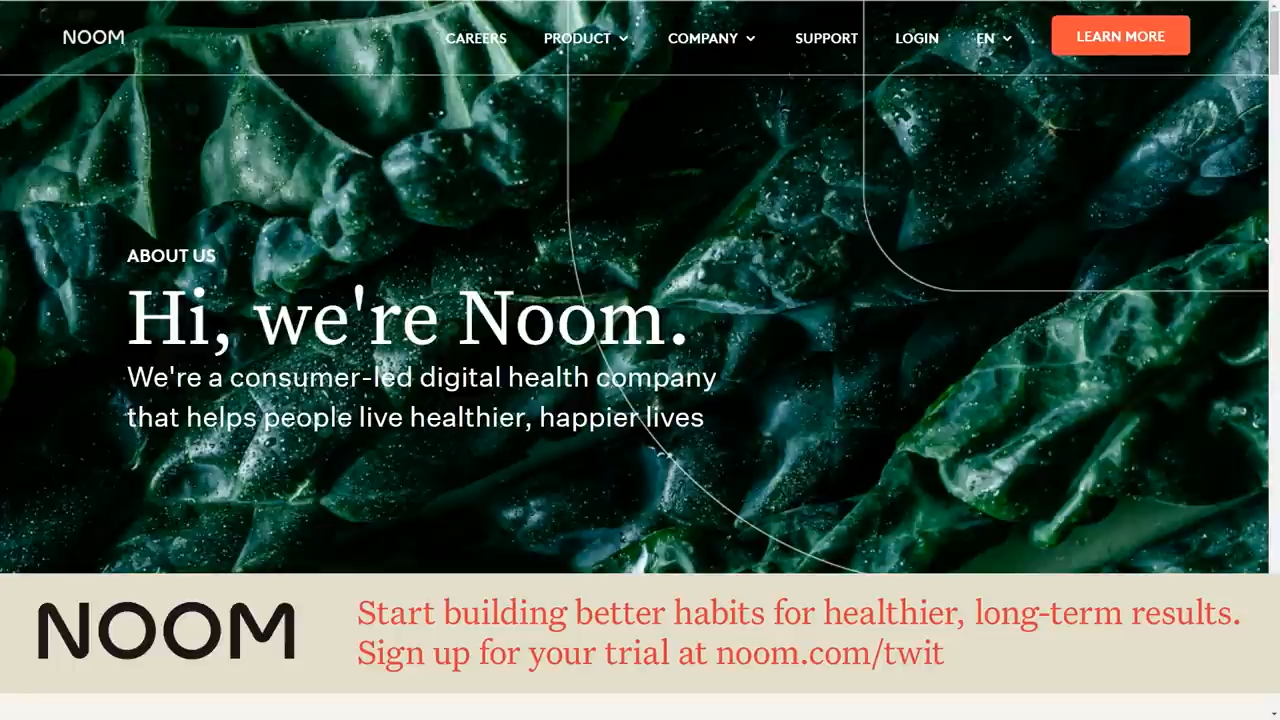 NOOM
CAREERS
PRODUCT
COMPANY
SUPPORT
LOGIN
EN
LEARN MORE
ABOUT US
Hi, we're Noom.
We're a consumer-led digital health company
that helps people live healthier, happier lives
NOOM
Start building better habits for healthier, long-term results.
Sign up for your trial at noom.com/twit